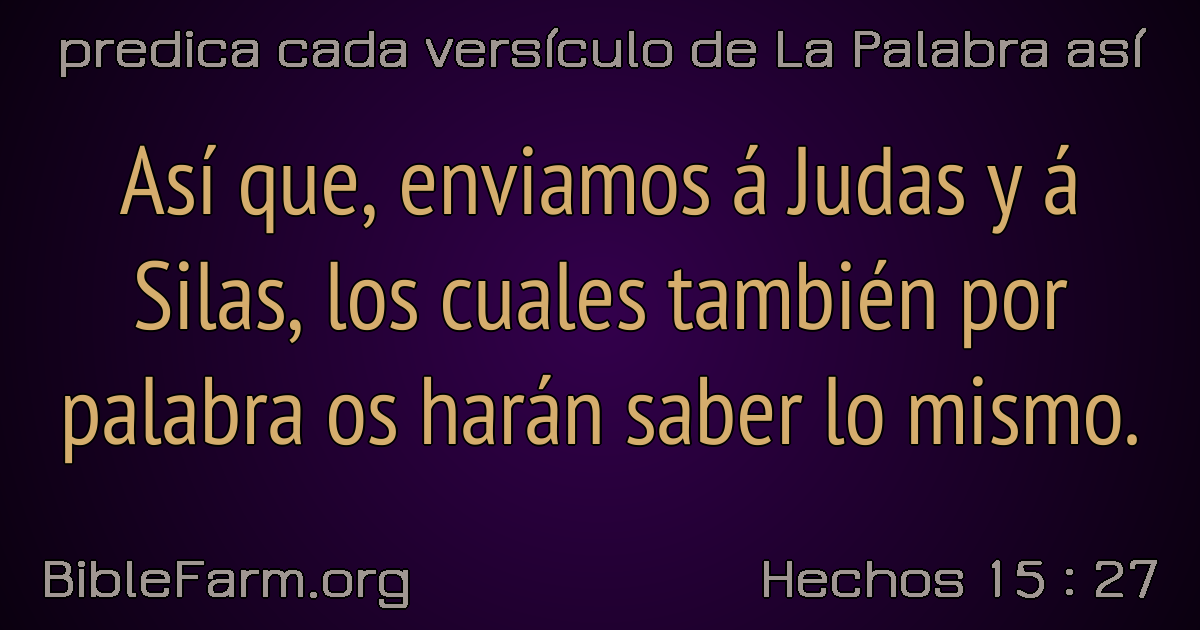 predica cada versículo de La Palabra así
Así que, enviamos á Judas y á
Silas, los cuales también por
palabra os harán saber lo mismo.
BibleFarm.org
Hechos 15 : 27